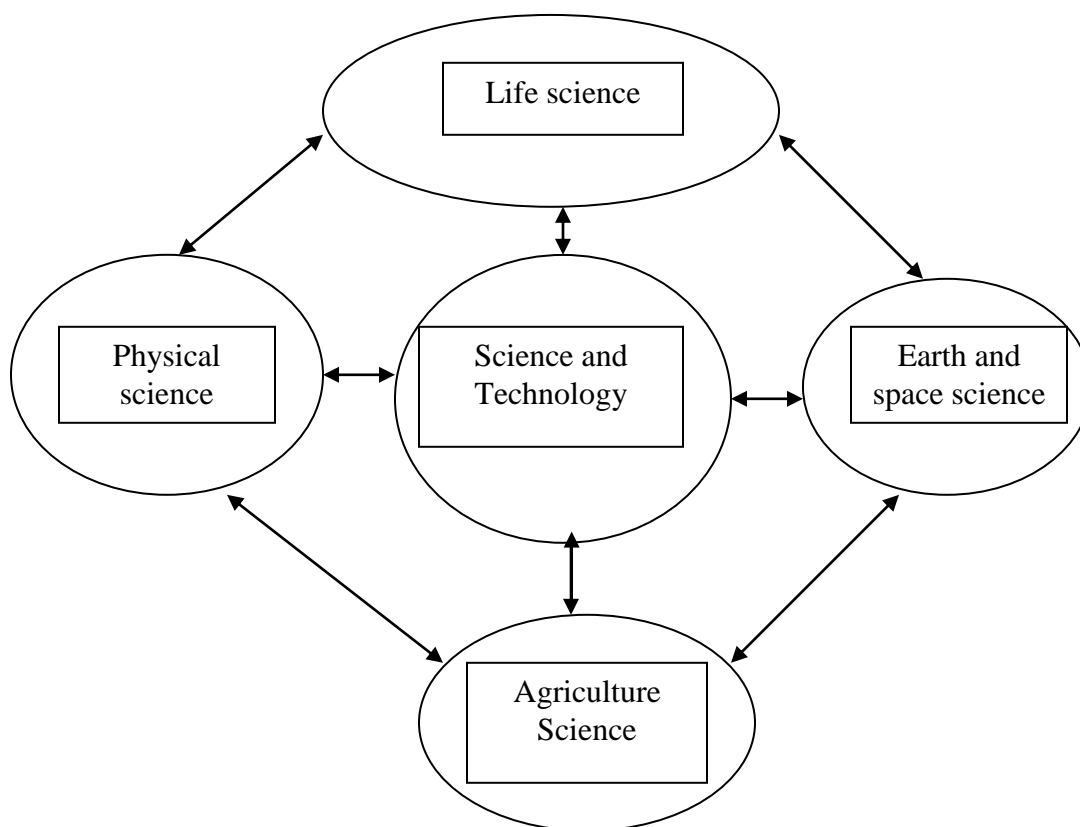 Life science
Physical
science
Science and
Technology
Earth and
space science
Agriculture
Science